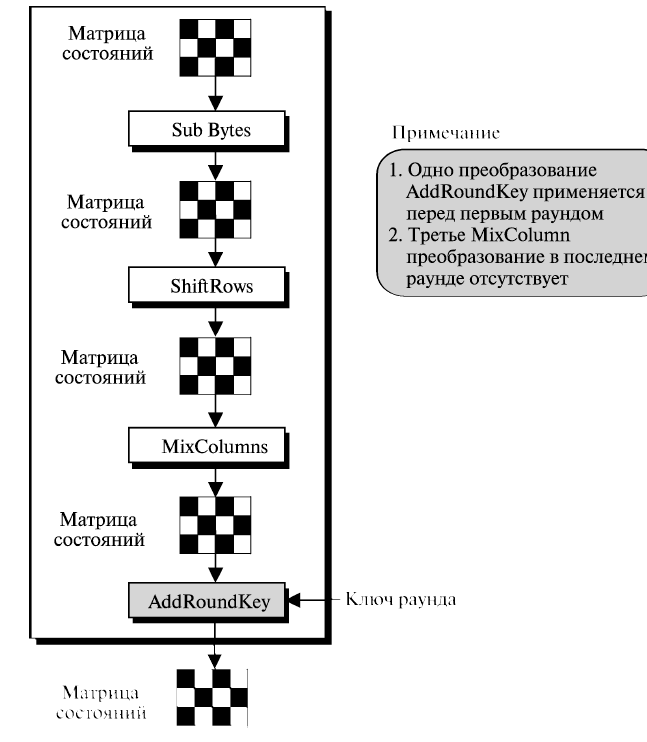 Матрица
состояний
Sub Bytes
Матрица
состояний
ShiftRows
Матрица
состояний
MixColumns
Матрица
состояний
AddRoundKey
Ключ раунда
Матрица
состояний
Примечание
1. Одно преобразование
AddRoundKey применяется
перед первым раундом
2. Третье MixColumn
преобразование в последнем
раунде отсутствует